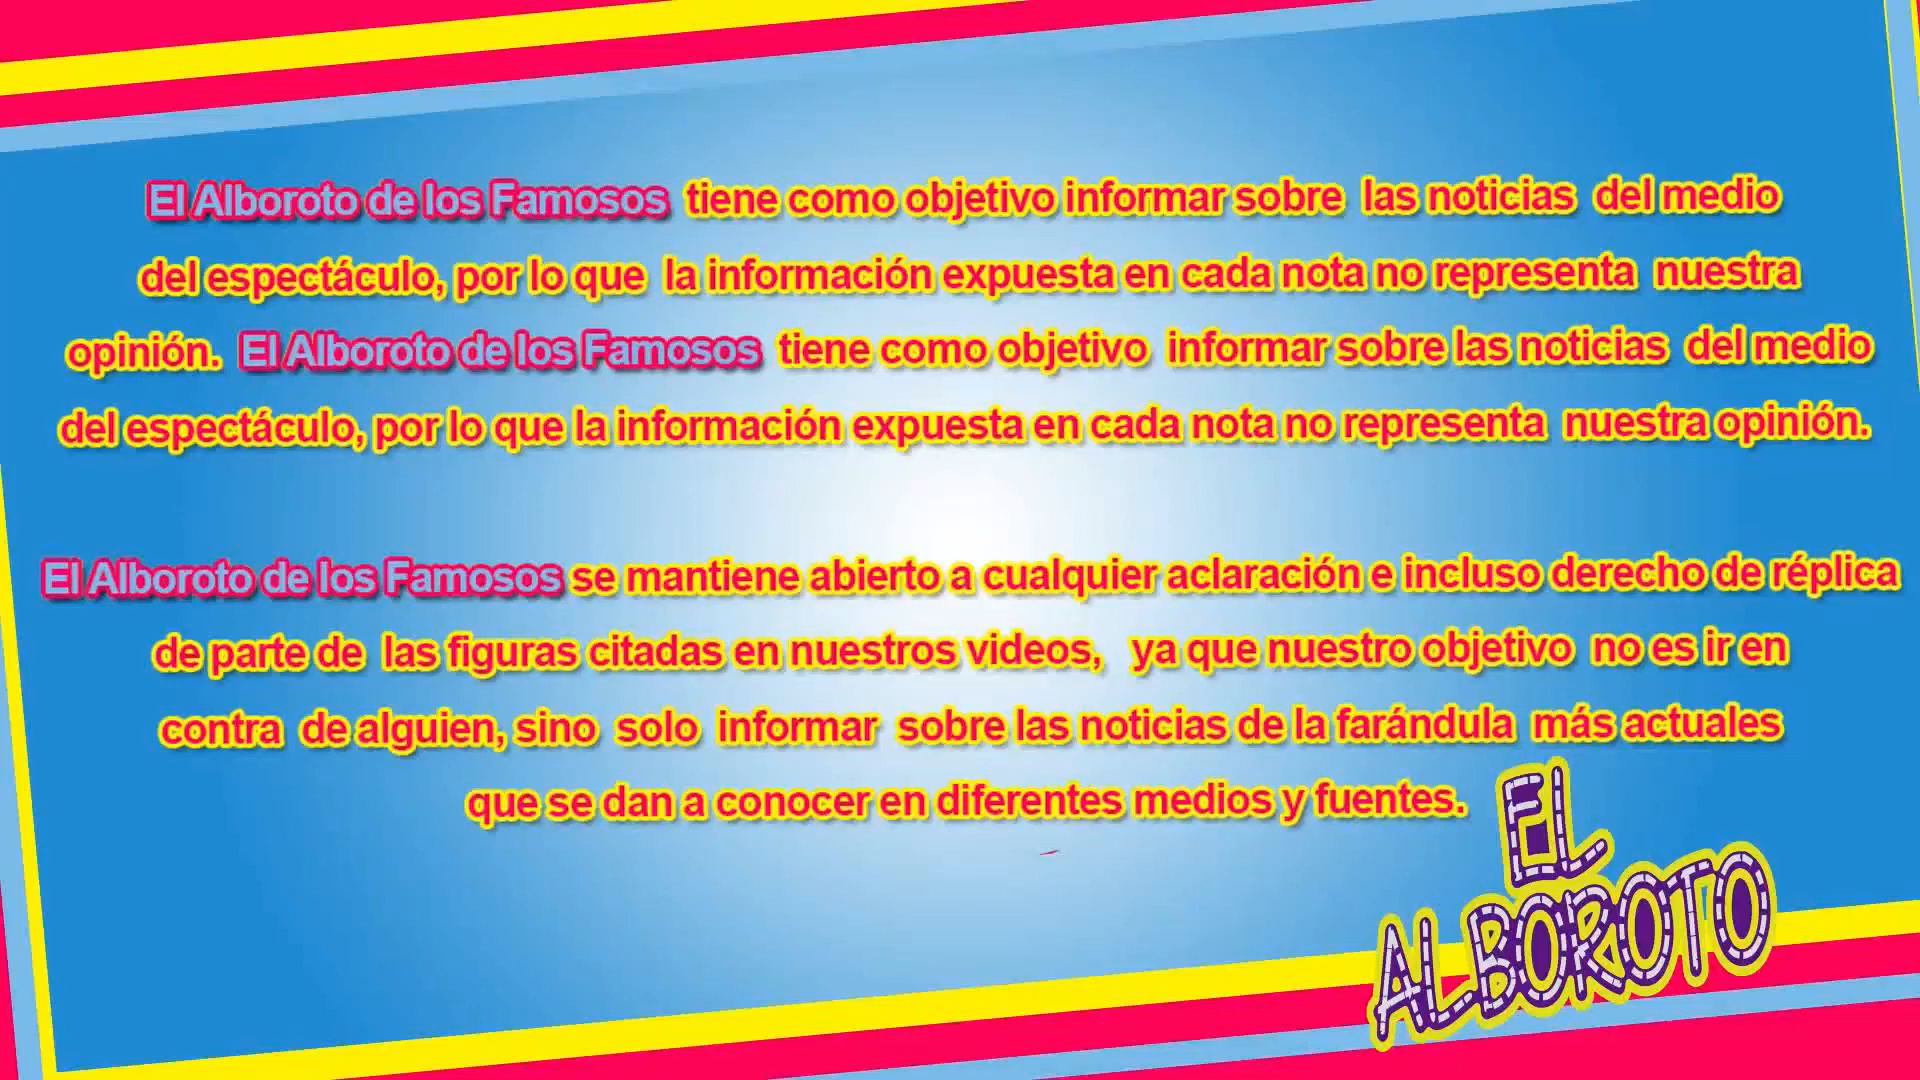 El Alboroto de los Famosos tiene como objetivo informar sobre las noticias del medio
del espectáculo, por lo que la información expuesta en cada nota no representa nuestra
opinión. El Alboroto de los Famosos tiene como objetivo informar sobre las noticias del medio
del espectáculo, por lo que la información expuesta en cada nota no representa nuestra opinión.
El Alboroto de los Famosos se mantiene abierto a cualquier aclaración e incluso derecho de réplica
de parte de las figuras citadas en nuestros videos, ya que nuestro objetivo no es ir en
contra de alguien, sino solo informar sobre las noticias de la farándula más actuales
que se dan a conocer en diferentes medios y fuentes.
EL
ALBOROTO